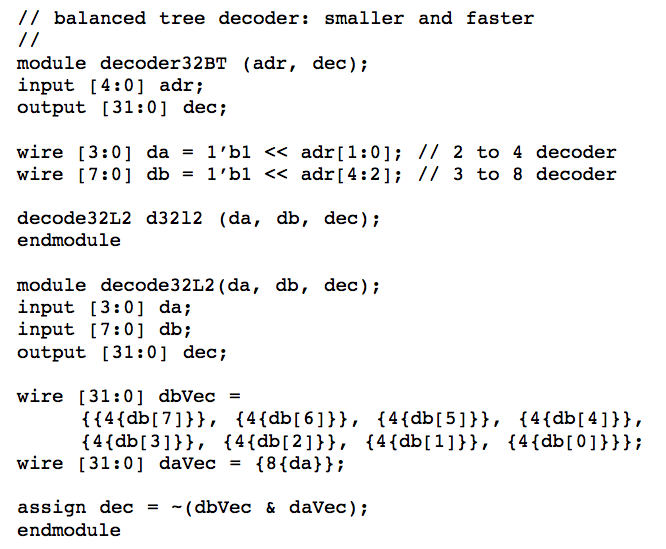 // balanced tree decoder: smaller and faster
//
module decoder32BT (adr, dec);
input [4:0] adr;
output [31:0] dec;
wire [3:0] da = 1’b1 << adr[1:0]; // 2 to 4 decoder
wire [7:0] db = 1’b1 << adr[4:2]; // 3 to 8 decoder
decode32L2 d32l2 (da, db, dec);
endmodule
module decode32L2(da, db, dec);
input [3:0] da;
input [7:0] db;
output [31:0] dec;
wire [31:0] dbVec =
{{4{db[7]}}, {4{db[6]}}, {4{db[5]}}, {4{db[4]}},
{4{db[3]}}, {4{db[2]}}, {4{db[1]}}, {4{db[0]}}};
wire [31:0] daVec = {8{da}};
assign dec = ~(dbVec & daVec);
endmodule